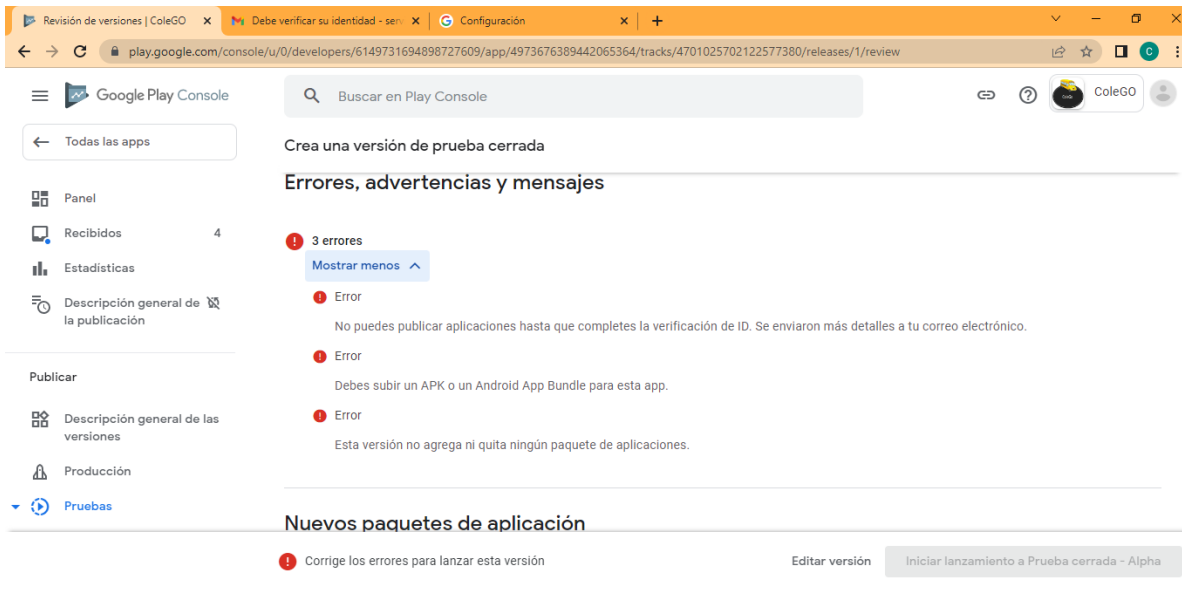 Revisión de versiones | ColeGO
Debe verificar su identidad - serv
Configuración
play.google.com/console/u/0/developers/6149731694898727609/app/4973676389442065364/tracks/4701025702122577380/releases/1/review
C
Google Play Console
Buscar en Play Console
ColeGO
Todas las apps
Crea una versión de prueba cerrada
Errores, advertencias y mensajes
Panel
Recibidos 4
Estadísticas
Descripción general de
la publicación
3 errores
Mostrar menos
Error
No puedes publicar aplicaciones hasta que completes la verificación de ID. Se enviaron más detalles a tu correo electrónico.
Error
Debes subir un APK o un Android App Bundle para esta app.
Error
Esta versión no agrega ni quita ningún paquete de aplicaciones.
Publicar
Descripción general de las
versiones
Producción
Pruebas
Nuevos paquetes de aplicación
Corrige los errores para lanzar esta versión
Editar versión
Iniciar lanzamiento a Prueba cerrada - Alpha